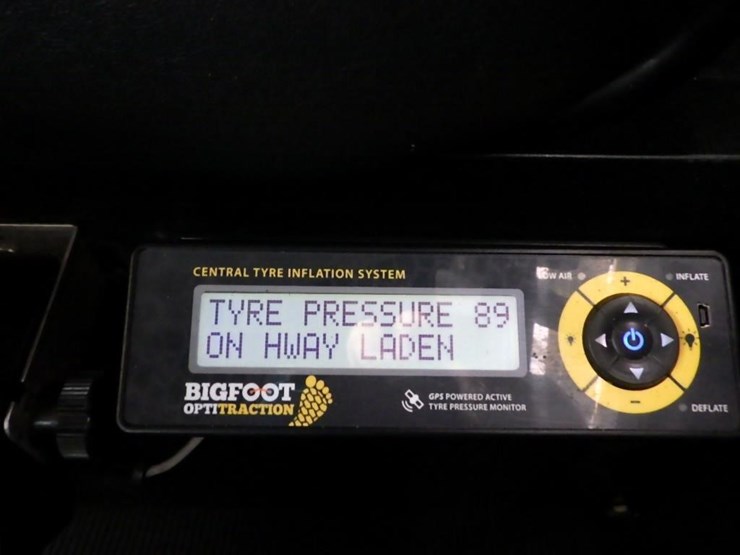 CENTRAL TYRE INFLATION SYSTEM
TYRE PRESSURE 89
ON HWAY LADEN
BIGFOOT
OPTITRACTION
GPS POWERED ACTIVE
TYRE PRESSURE MONITOR
LOW AIR
INFLATE
+
-
DEFLATE